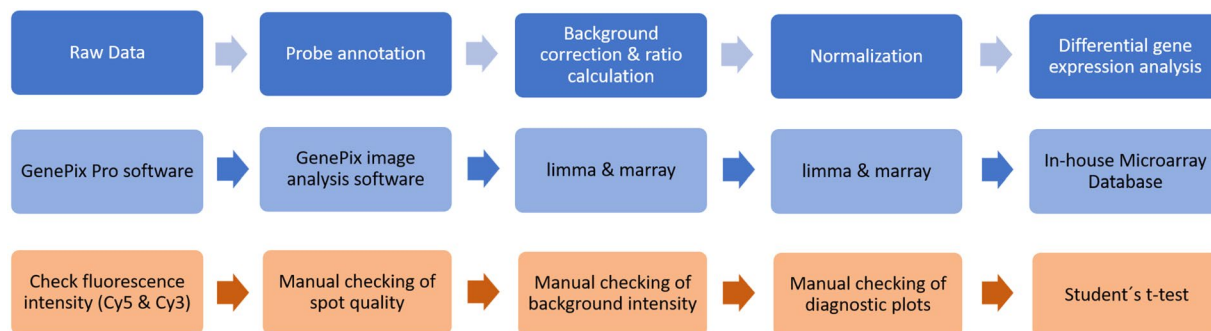 Raw Data
Probe annotation
Background
correction & ratio
calculation
Normalization
Differential gene
expression analysis
GenePix Pro software
GenePix image
analysis software
limma & marray
limma & marray
In-house Microarray
Database
Check fluorescence
intensity (Cy5 & Cy3)
Manual checking of
spot quality
Manual checking of
background intensity
Manual checking of
diagnostic plots
Student´s t-test